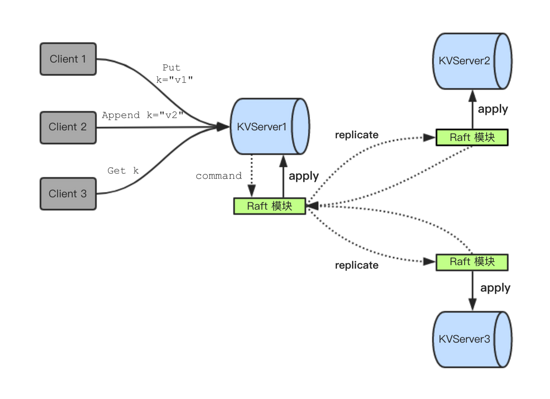 Client 1
Put
k="v1"
Client 2
Append k="v2"
Client 3
Get k
KVServer1
command
apply
Raft 模块
replicate
replicate
KVServer2
apply
Raft 模块
Raft 模块
apply
KVServer3